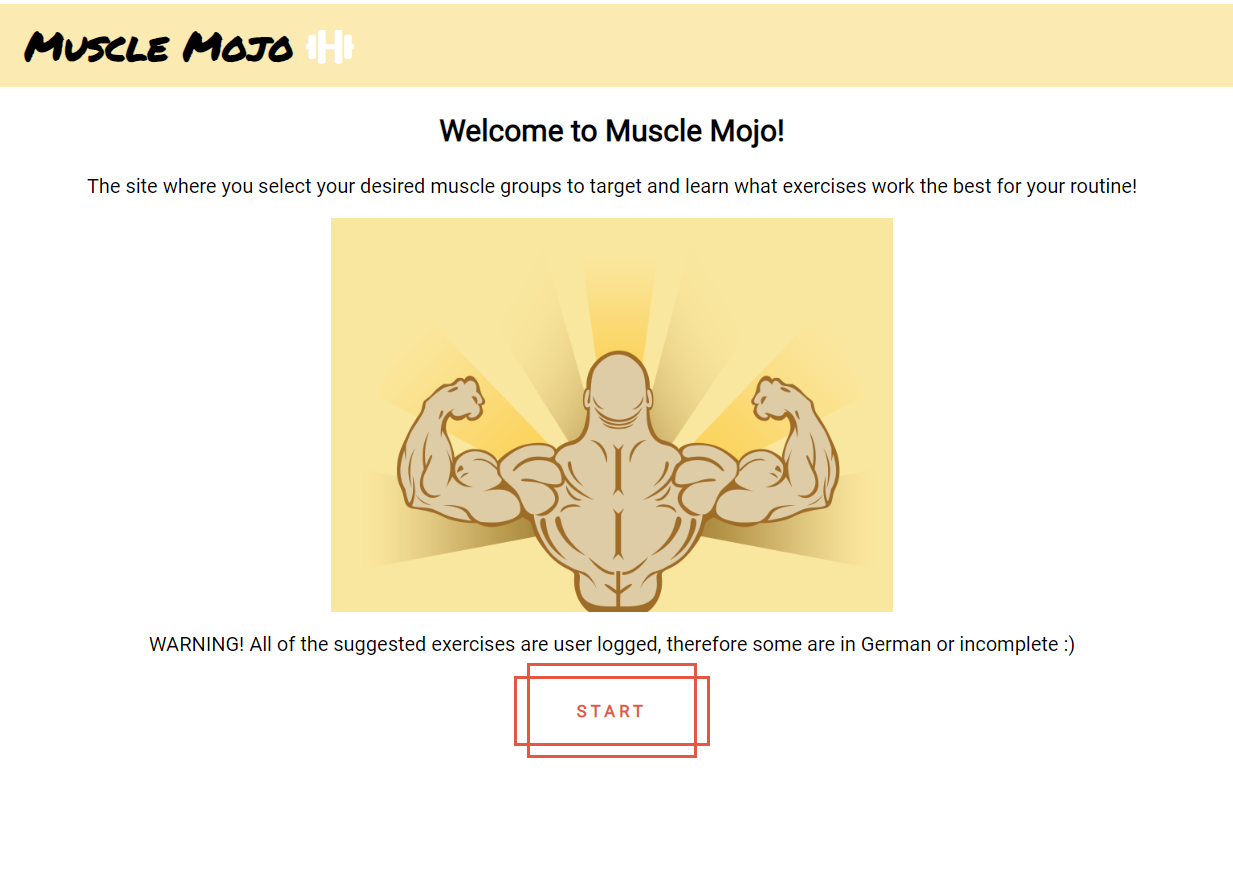 Muscle Mojo
Welcome to Muscle Mojo!
The site where you select your desired muscle groups to target and learn what exercises work the best for your routine!
WARNING! All of the suggested exercises are user logged, therefore some are in German or incomplete :)
START